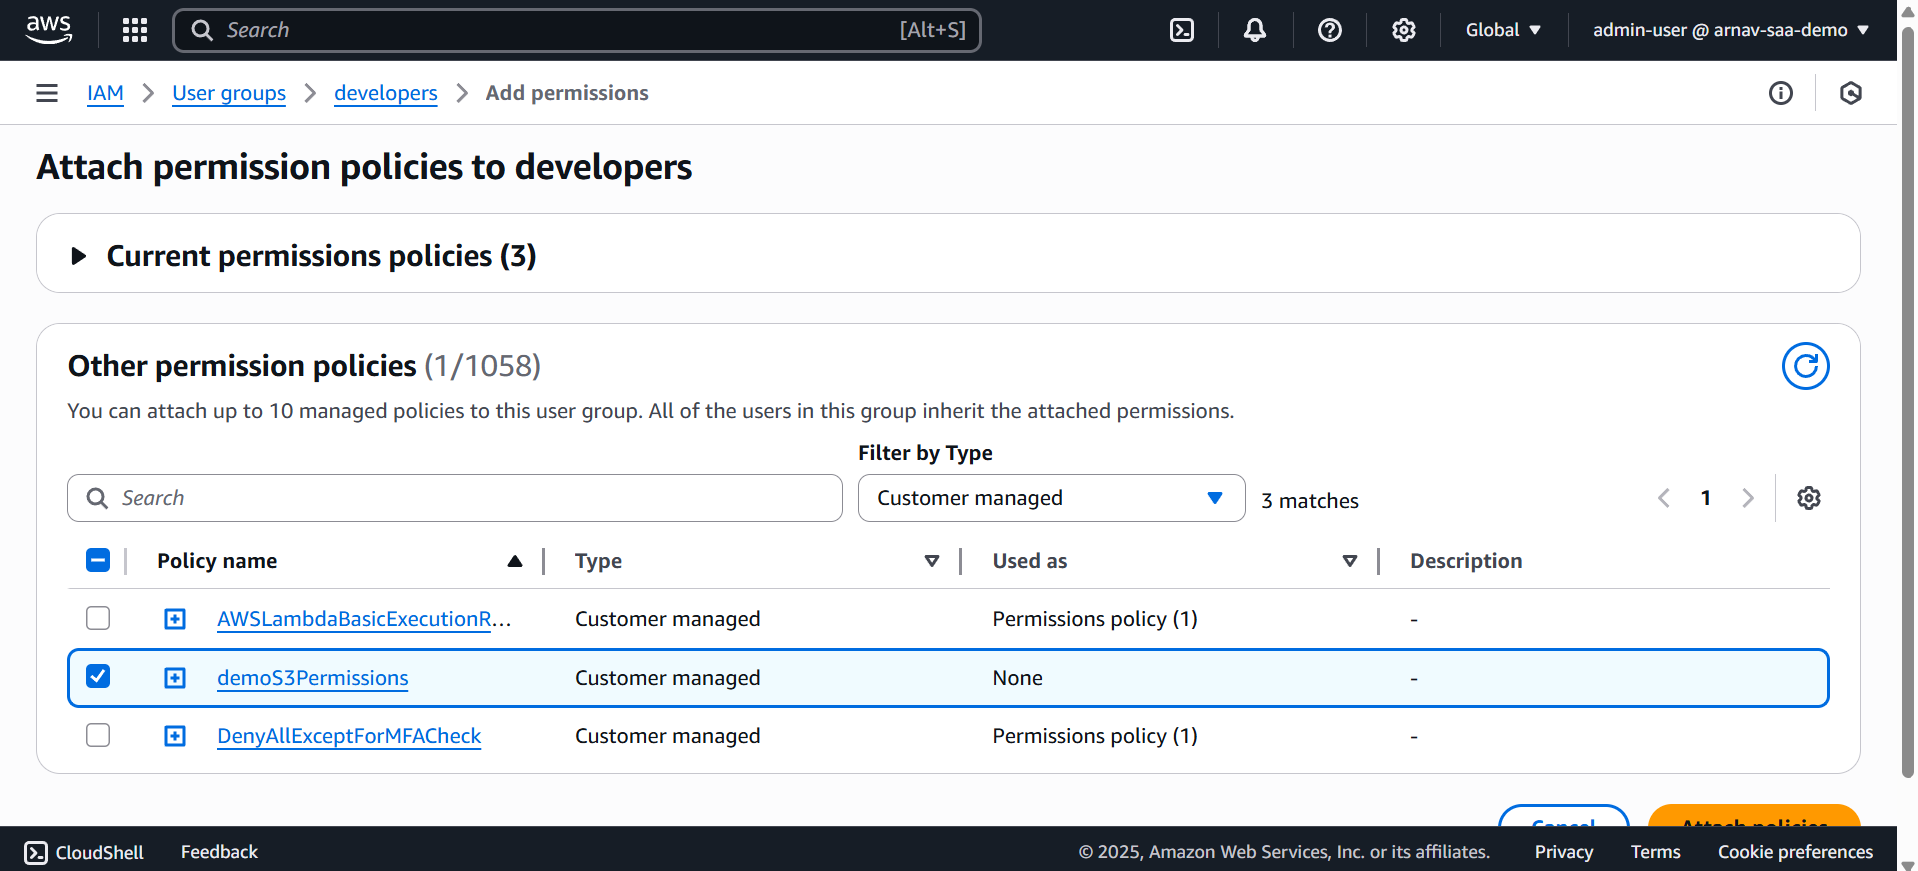 aws
Search [Alt+S]
Global
admin-user @ arnav-saa-demo
IAM
User groups
developers
Add permissions
Attach permission policies to developers
Current permissions policies (3)
Other permission policies (1/1058)
You can attach up to 10 managed policies to this user group. All of the users in this group inherit the attached permissions.
Filter by Type
Search
Customer managed
3 matches
1
Policy name Type Used as Description
AWSLambdaBasicExecutionR... Customer managed Permissions policy (1) -
demoS3Permissions Customer managed None -
DenyAllExceptForMFACheck Customer managed Permissions policy (1) -
Cancel
Attach policies
CloudShell Feedback © 2025, Amazon Web Services, Inc. or its affiliates. Privacy Terms Cookie preferences